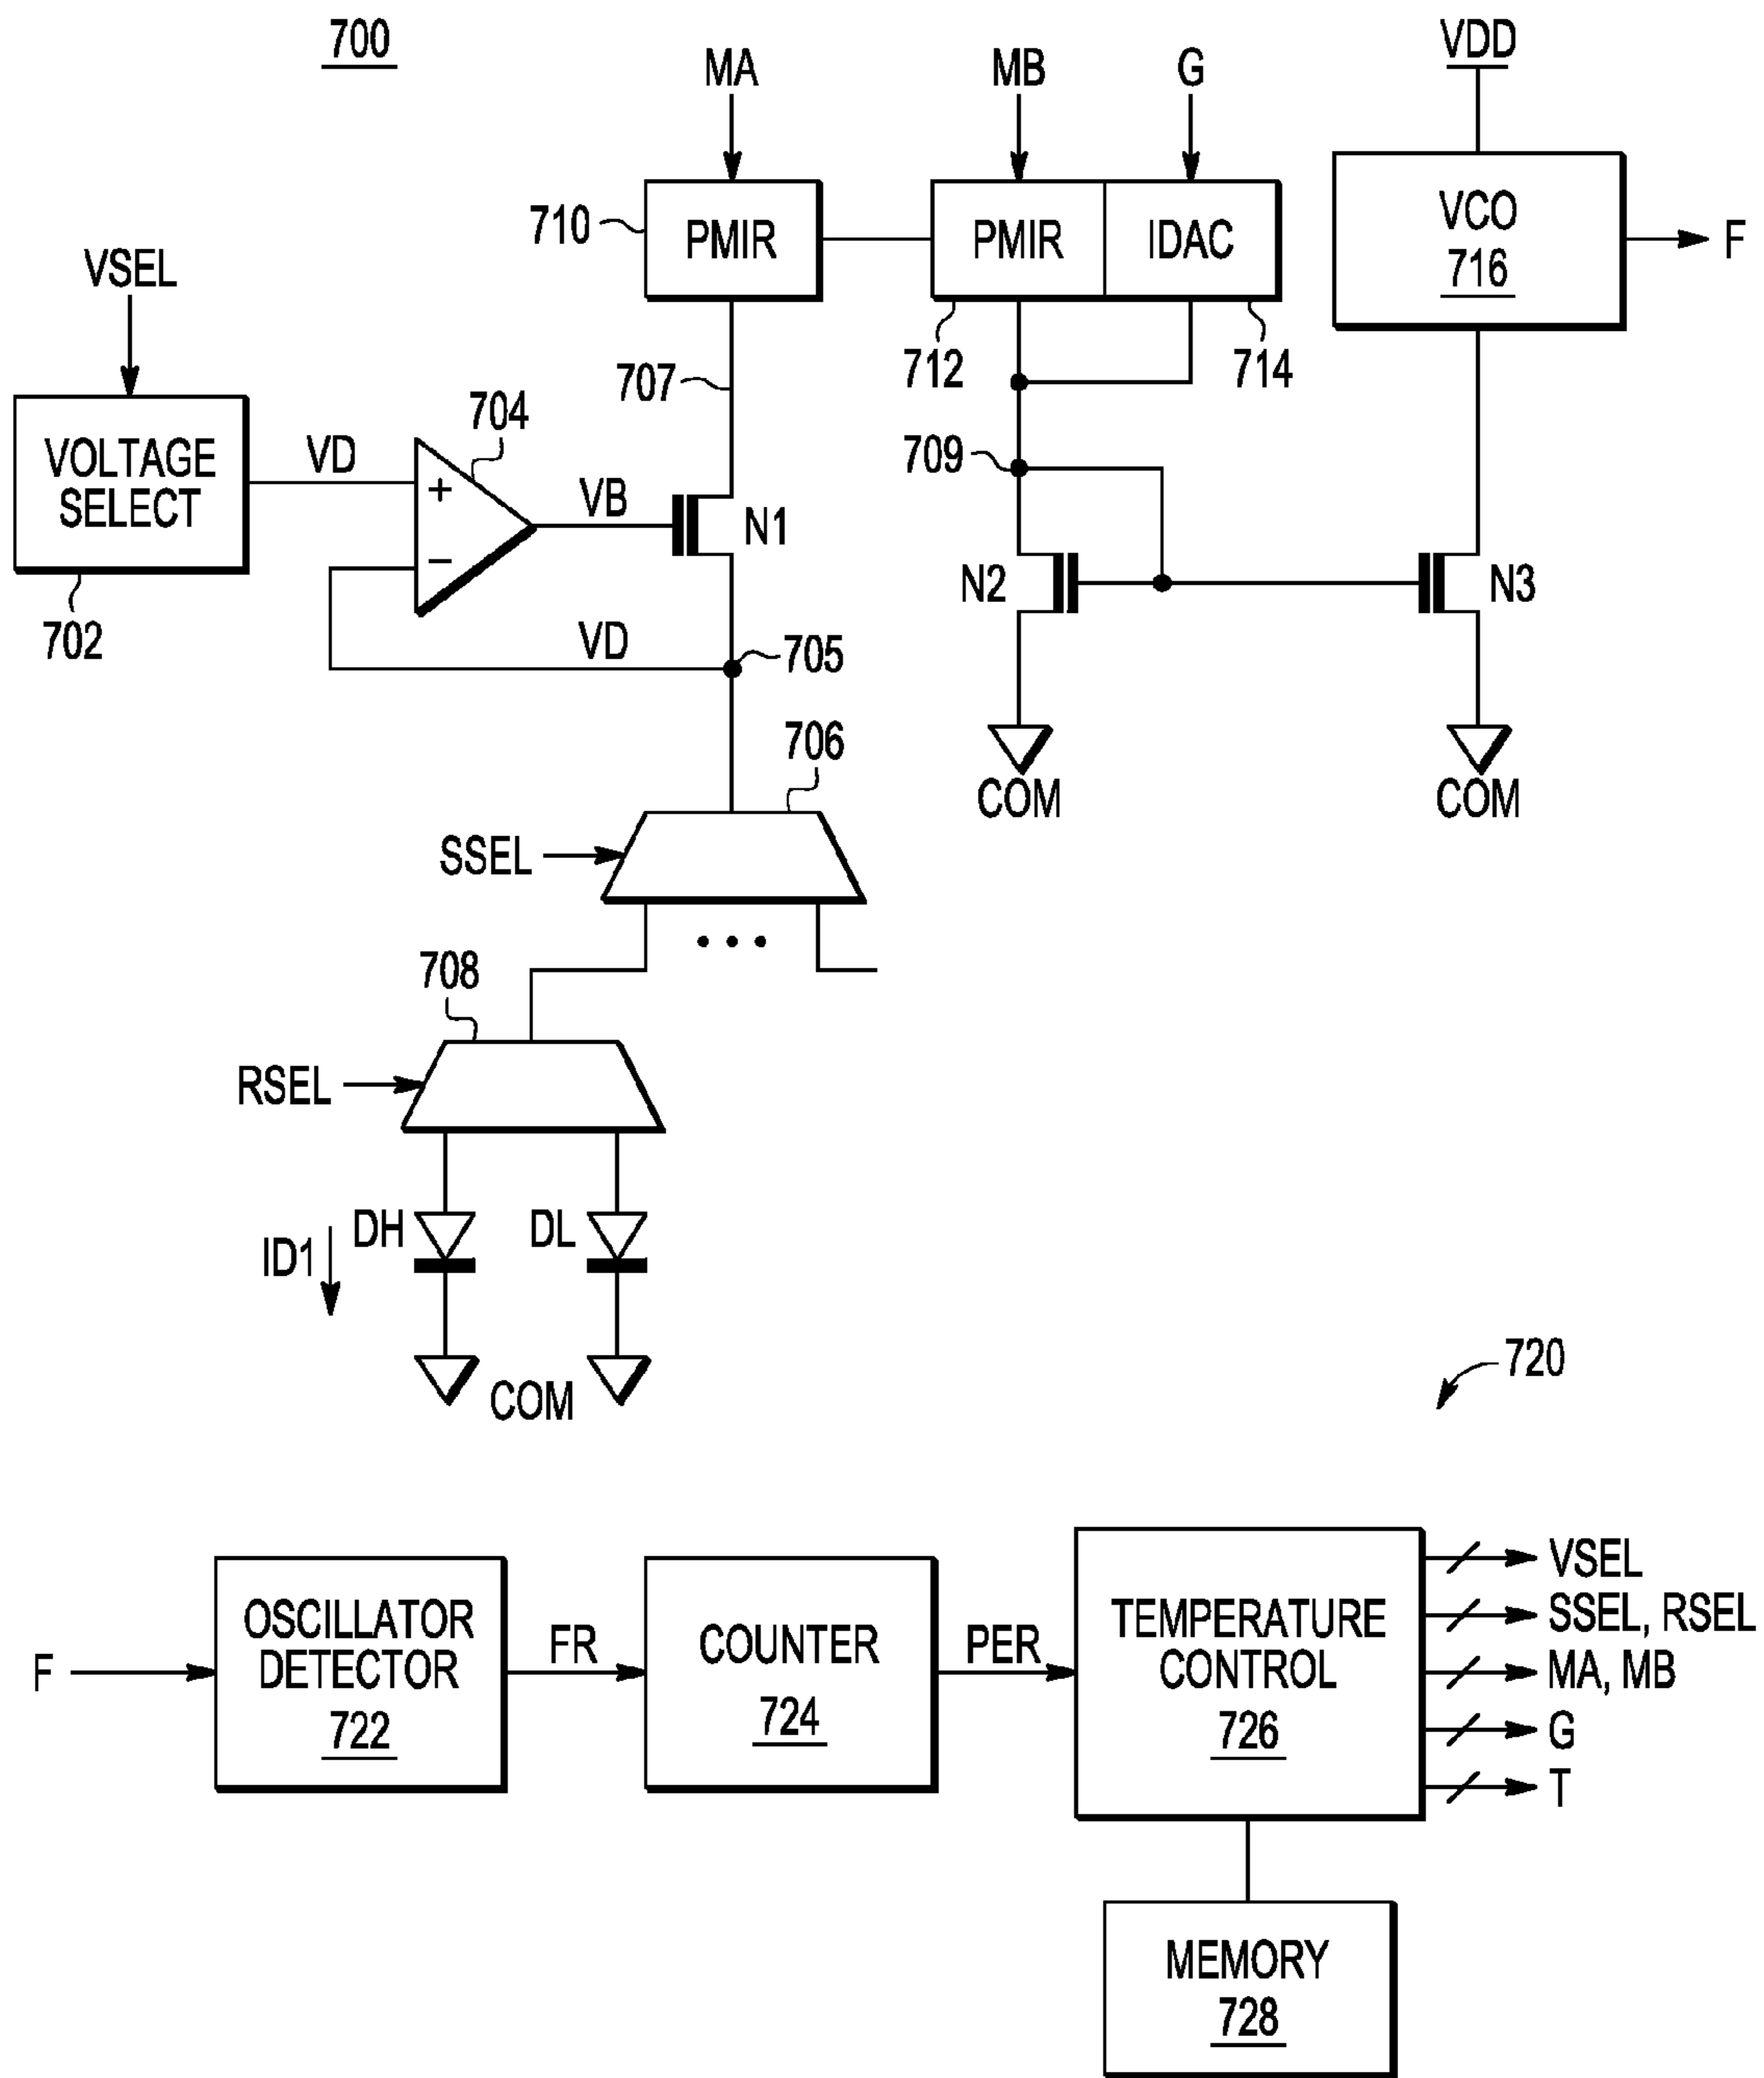 700
MA
MB
G
VDD
710
PMIR
PMIR
IDAC
VCO
716
F
VSEL
712
714
707
704
VOLTAGE
SELECT
VD
+
−
VB
N1
709
702
VD
705
N2
N3
706
COM
COM
SSEL
708
RSEL
DH
DL
ID1
COM
720
F
OSCILLATOR
DETECTOR
722
FR
COUNTER
724
PER
TEMPERATURE
CONTROL
726
VSEL
SSEL, RSEL
MA, MB
G
T
MEMORY
728